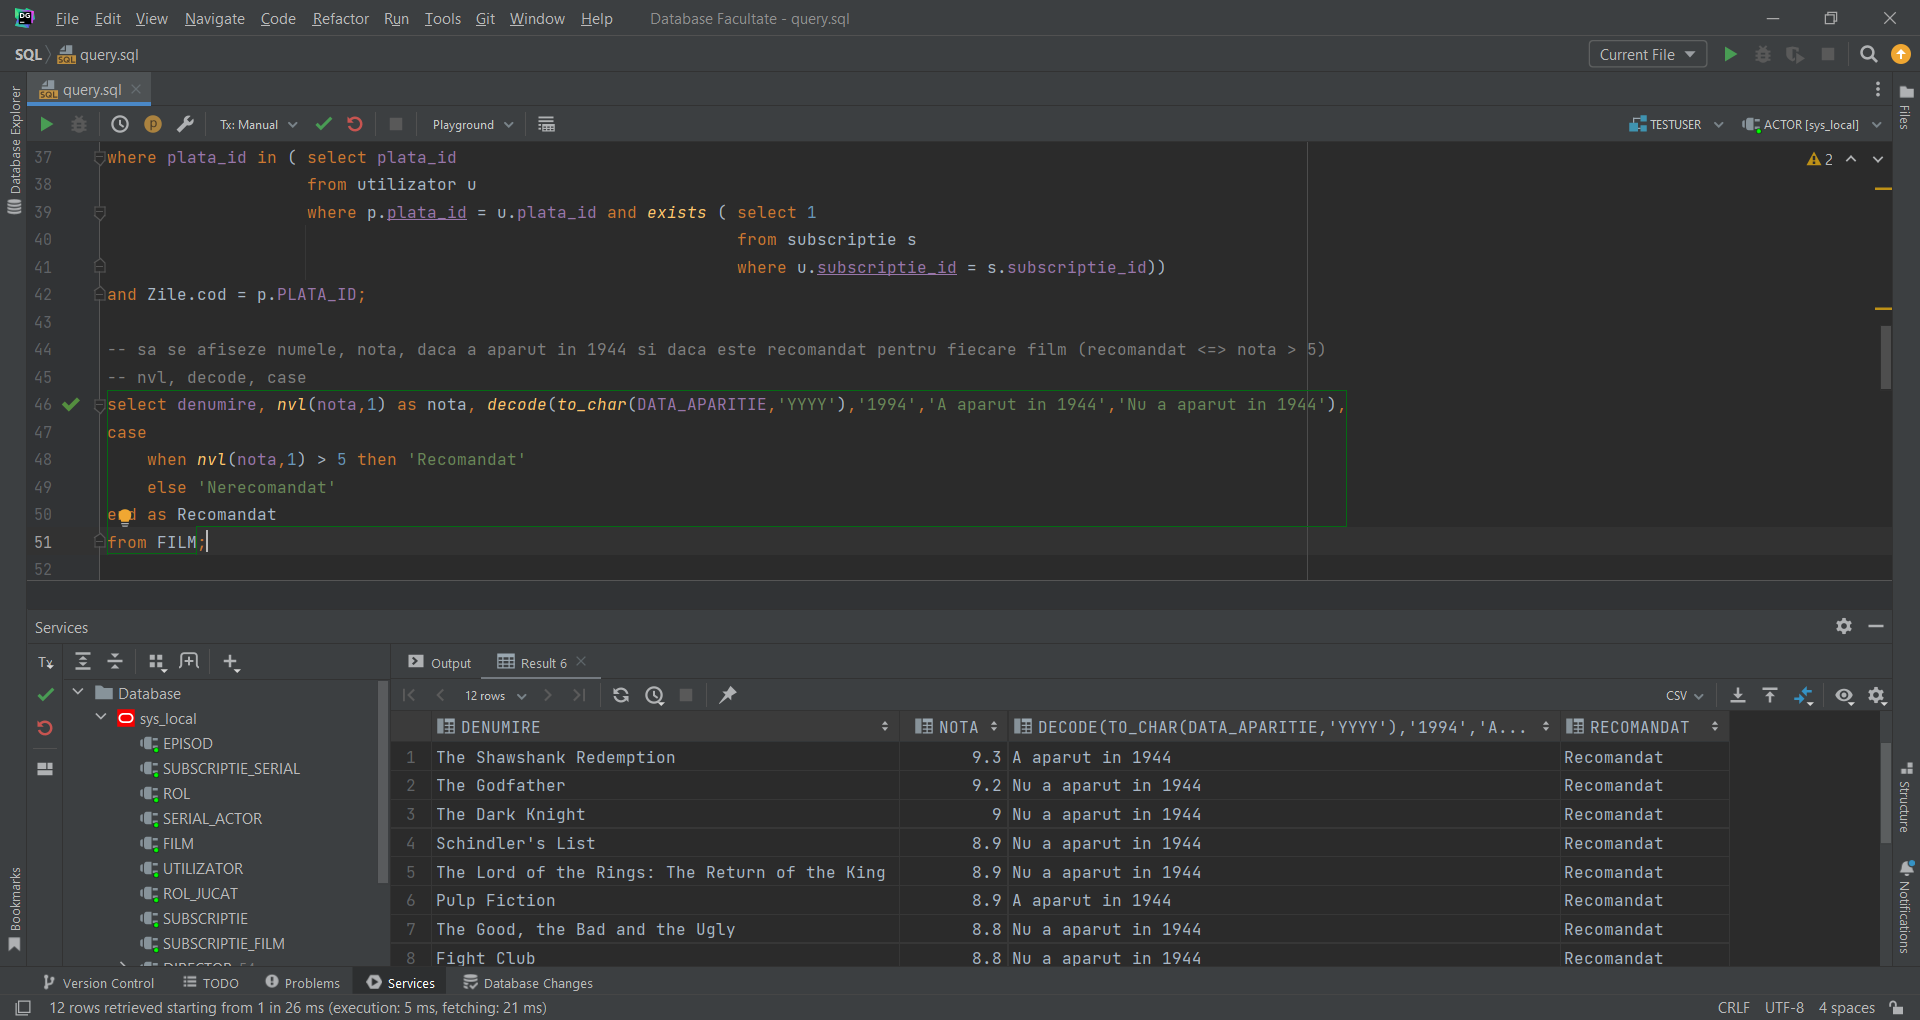 File Edit View Navigate Code Refactor Run Tools Git Window Help Database Facultate - query.sql
SQL query.sql
Current File
query.sql
Tx: Manual
Playground
TESTUSER
ACTOR [sys_local]
Database Explorer
Files
2
37 where plata_id in ( select plata_id
38 from utilizator u
39 where p.plata_id = u.plata_id and exists ( select 1
40 from subscriptie s
41 where u.subscriptie_id = s.subscriptie_id))
42 and Zile.cod = p.PLATA_ID;
43
44 -- sa se afiseze numele, nota, daca a aparut in 1944 si daca este recomandat pentru fiecare film (recomandat <=> nota > 5)
45 -- nvl, decode, case
46 select denumire, nvl(nota,1) as nota, decode(to_char(DATA_APARITIE,'YYYY'),'1994','A aparut in 1944','Nu a aparut in 1944'),
47 case
48 when nvl(nota,1) > 5 then 'Recomandat'
49 else 'Nerecomandat'
50 end as Recomandat
51 from FILM;
52
Services
Tx
Output
Result 6
12 rows
CSV
Database
sys_local
EPISOD
SUBSCRIPTIE_SERIAL
ROL
SERIAL_ACTOR
FILM
UTILIZATOR
ROL_JUCAT
SUBSCRIPTIE
SUBSCRIPTIE_FILM
DENUMIRE NOTA DECODE(TO_CHAR(DATA_APARITIE,'YYYY'),'1994','A... RECOMANDAT
1 The Shawshank Redemption 9.3 A aparut in 1944 Recomandat
2 The Godfather 9.2 Nu a aparut in 1944 Recomandat
3 The Dark Knight 9 Nu a aparut in 1944 Recomandat
4 Schindler's List 8.9 Nu a aparut in 1944 Recomandat
5 The Lord of the Rings: The Return of the King 8.9 Nu a aparut in 1944 Recomandat
6 Pulp Fiction 8.9 A aparut in 1944 Recomandat
7 The Good, the Bad and the Ugly 8.8 Nu a aparut in 1944 Recomandat
8 Fight Club 8.8 Nu a aparut in 1944 Recomandat
Bookmarks
Structure
Notifications
Version Control TODO Problems Services Database Changes
12 rows retrieved starting from 1 in 26 ms (execution: 5 ms, fetching: 21 ms)
CRLF UTF-8 4 spaces